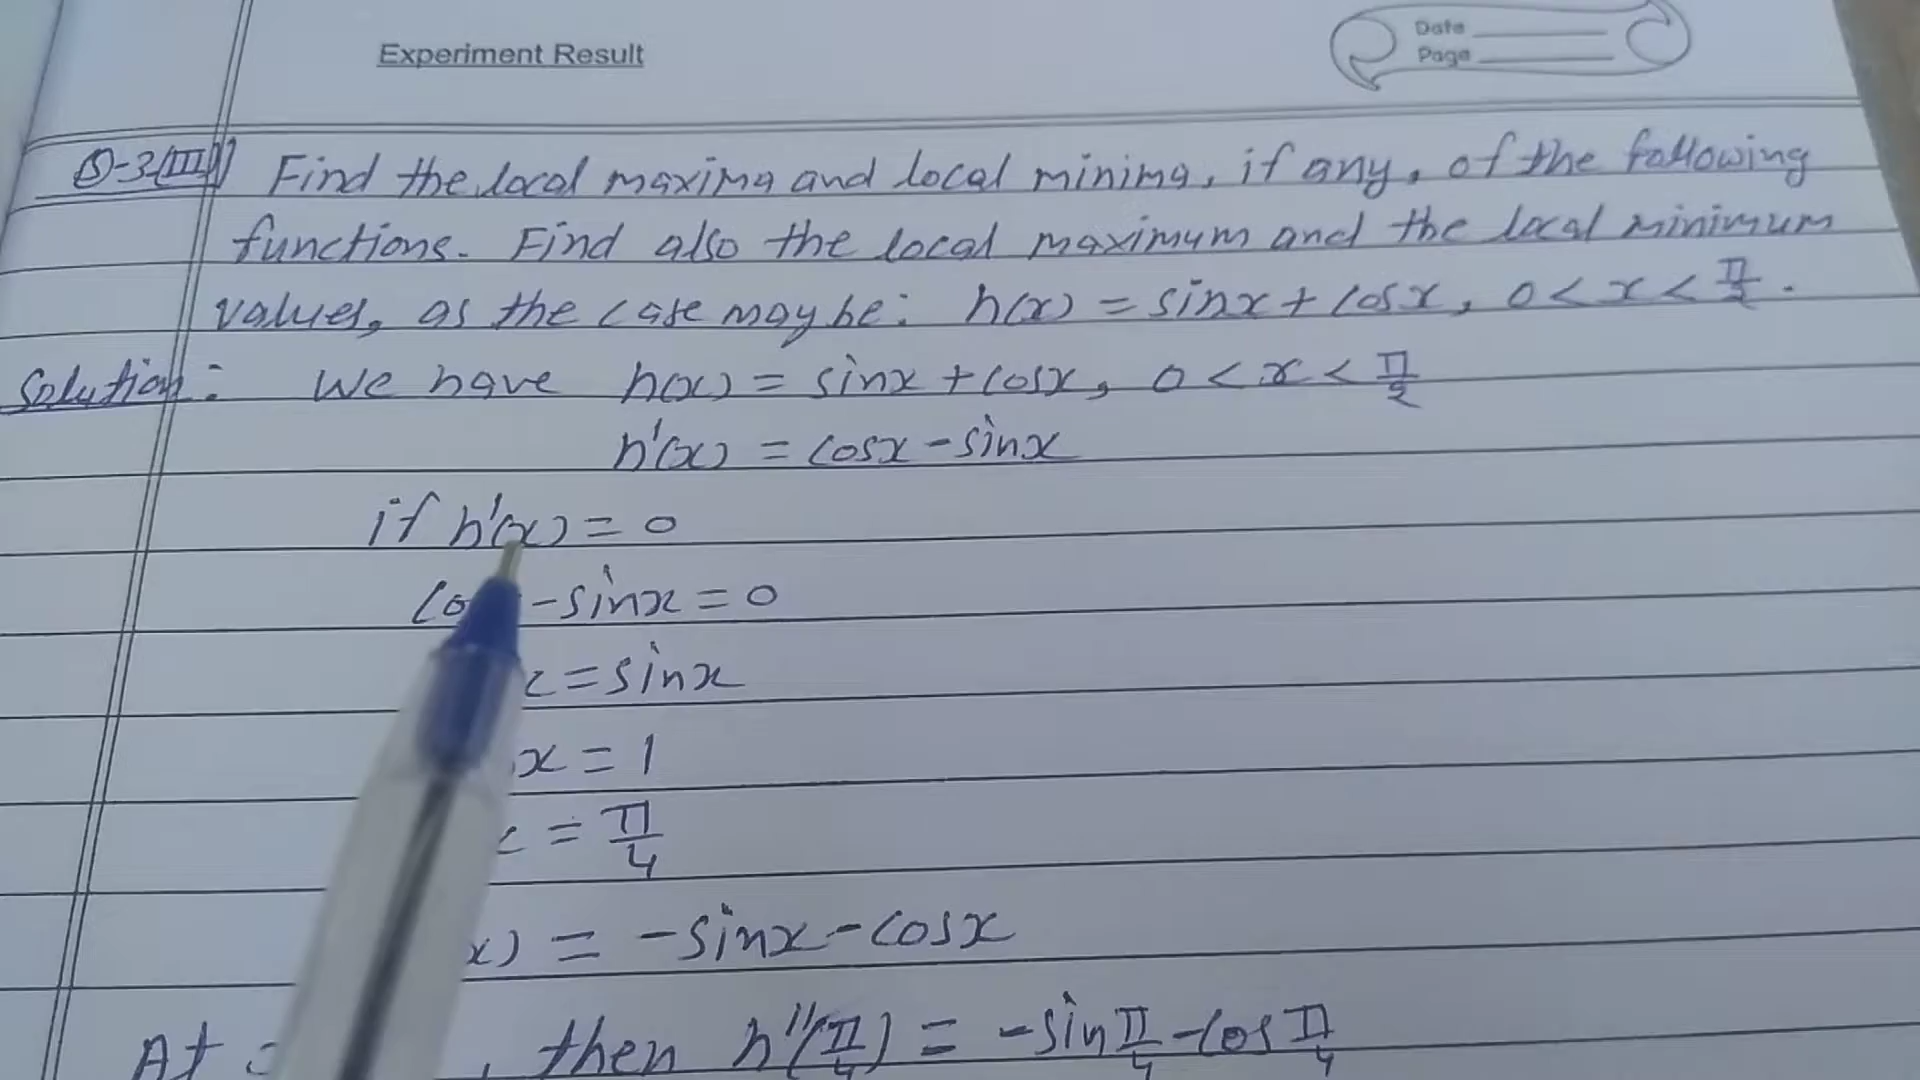 Experiment Result
Date
Page
Q-3(III)] Find the local maxima and local minima, if any, of the following
functions. Find also the local maximum and the local minimum
values, as the case may be: h(x) = sinx + cosx, 0 < x < π/2.
Solution: We have h(x) = sinx + cosx, 0 < x < π/2
h'(x) = cosx - sinx
if h'(x) = 0
- sinx = 0
= sinx
x = 1
= π/4
x) = -sinx - cosx
At , then h''(π/4) = -sin π/4 - cos π/4